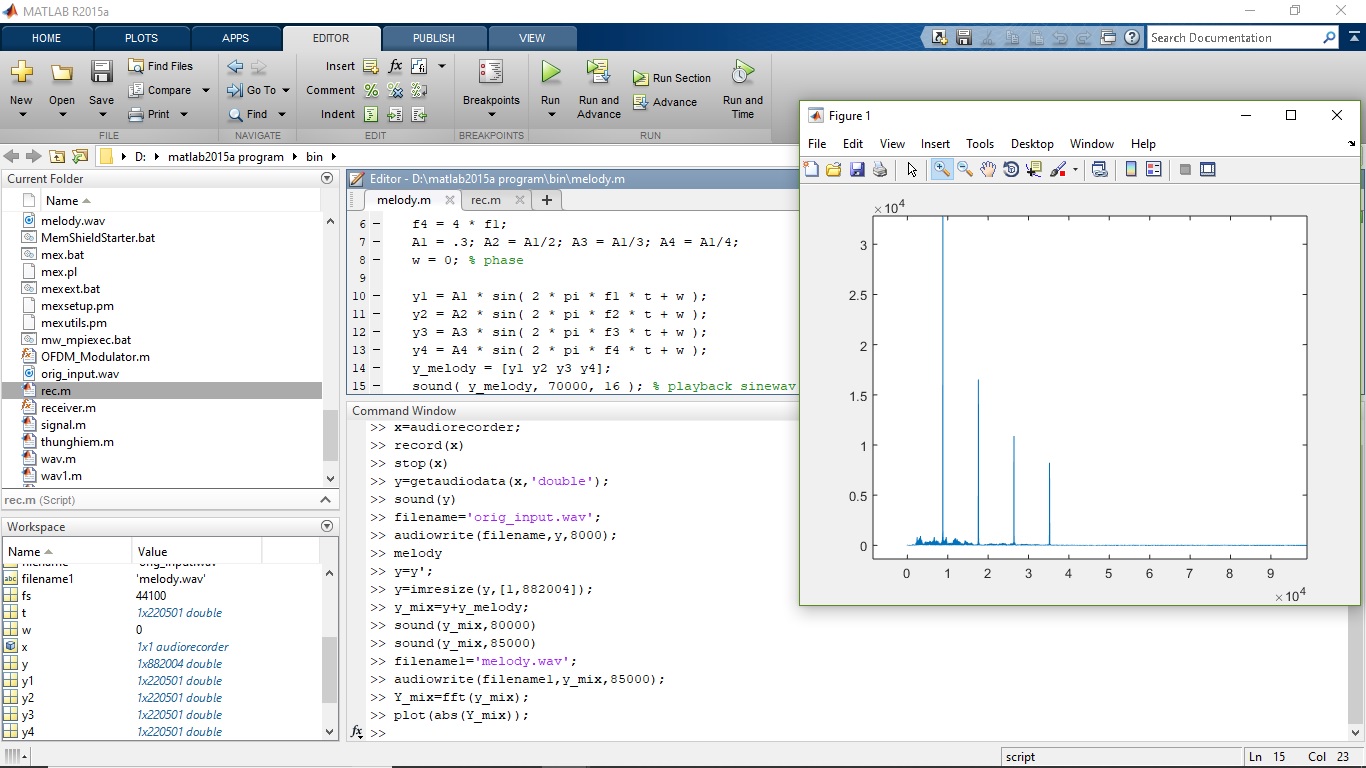 MATLAB R2015a
HOME PLOTS APPS EDITOR PUBLISH VIEW
Search Documentation
New Open Save
Find Files
Compare
Print
FILE
Go To
Find
NAVIGATE
Insert fx
Comment
Indent
EDIT
Breakpoints
BREAKPOINTS
Run
Run and Advance
Run Section
Advance
Run and Time
RUN
D: matlab2015a program bin
Current Folder
Name
melody.wav
MemShieldStarter.bat
mex.bat
mex.pl
mexext.bat
mexsetup.pm
mexutils.pm
mw_mpiexec.bat
OFDM_Modulator.m
orig_input.wav
rec.m
receiver.m
signal.m
thunghiem.m
wav.m
wav1.m
rec.m (Script)
Workspace
Name Value
filename1 'melody.wav'
fs 44100
t 1x220501 double
w 0
x 1x1 audiorecorder
y 1x882004 double
y1 1x220501 double
y2 1x220501 double
y3 1x220501 double
y4 1x220501 double
Editor - D:\matlab2015a program\bin\melody.m
melody.m rec.m
6 – f4 = 4 * f1;
7 – A1 = .3; A2 = A1/2; A3 = A1/3; A4 = A1/4;
8 – w = 0; % phase
9
10 – y1 = A1 * sin( 2 * pi * f1 * t + w );
11 – y2 = A2 * sin( 2 * pi * f2 * t + w );
12 – y3 = A3 * sin( 2 * pi * f3 * t + w );
13 – y4 = A4 * sin( 2 * pi * f4 * t + w );
14 – y_melody = [y1 y2 y3 y4];
15 – sound( y_melody, 70000, 16 ); % playback sinewav
Command Window
>> x=audiorecorder;
>> record(x)
>> stop(x)
>> y=getaudiodata(x,'double');
>> sound(y)
>> filename='orig_input.wav';
>> audiowrite(filename,y,8000);
>> melody
>> y=y';
>> y=imresize(y,[1,882004]);
>> y_mix=y+y_melody;
>> sound(y_mix,80000)
>> sound(y_mix,85000)
>> filename1='melody.wav';
>> audiowrite(filename1,y_mix,85000);
>> Y_mix=fft(y_mix);
>> plot(abs(Y_mix));
fx >>
Figure 1
File Edit View Insert Tools Desktop Window Help
×10^4
3
2.5
2
1.5
1
0.5
0
0 1 2 3 4 5 6 7 8 9
×10^4
script
Ln 15 Col 23